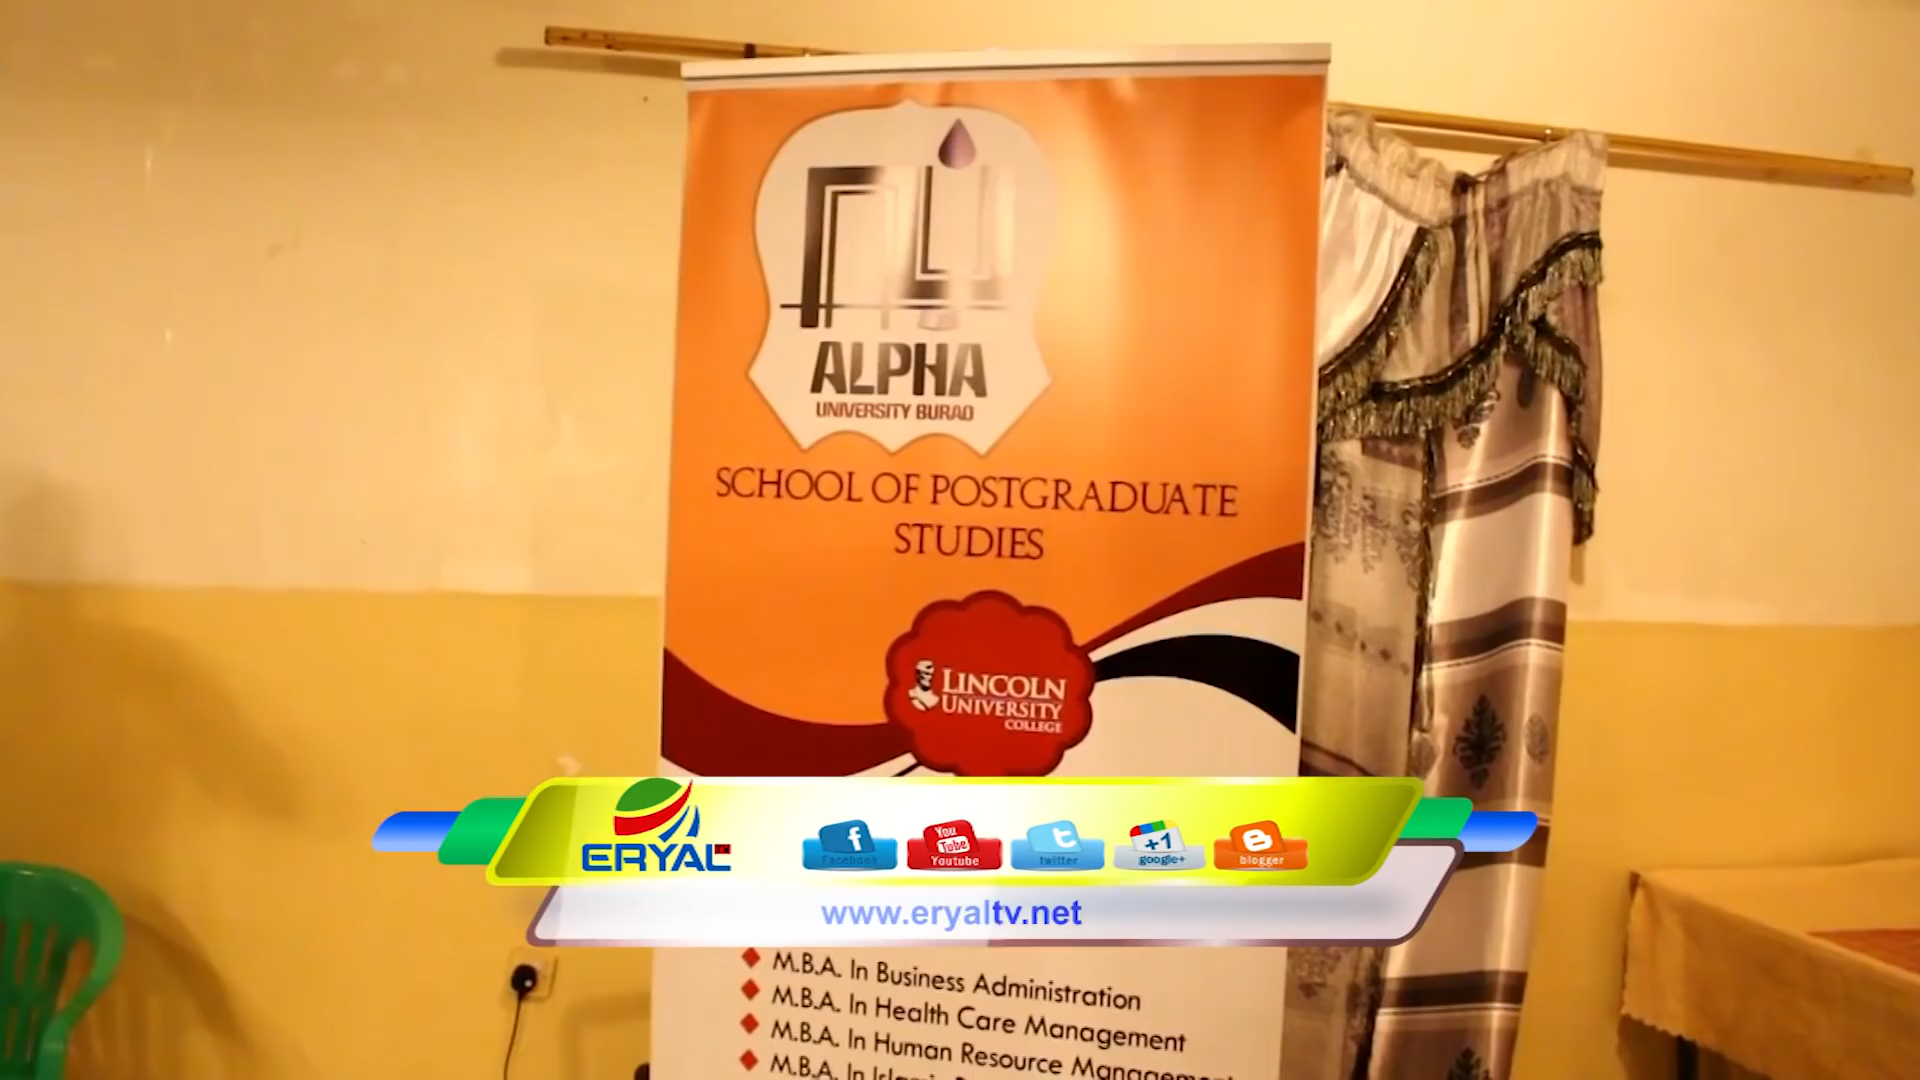 ALPHA
UNIVERSITY BURAO
SCHOOL OF POSTGRADUATE
STUDIES
LINCOLN
UNIVERSITY
COLLEGE
ERYAL
f
Facebook
You
Tube
Youtube
t
twitter
+1
google+
blogger
www.eryaltv.net
M.B.A. In Business Administration
M.B.A. In Health Care Management
M.B.A. In Human Resource
M.B.A. In